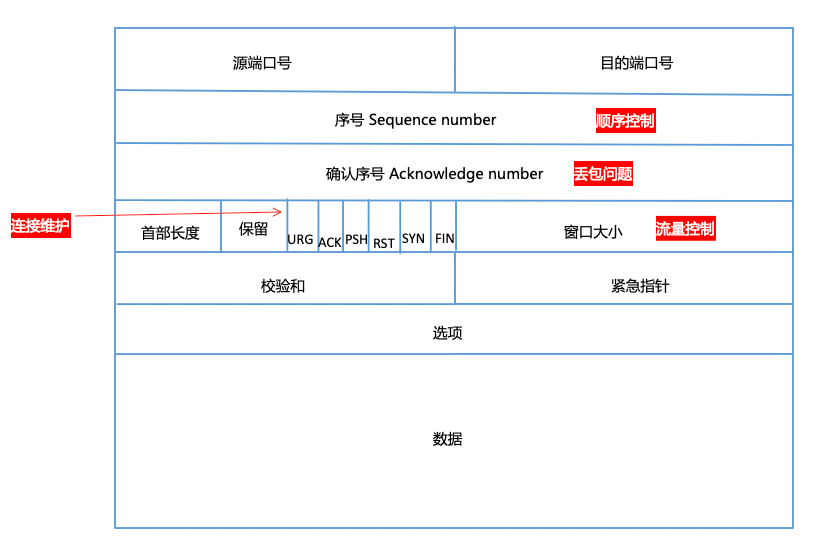 源端口号
目的端口号
序号 Sequence number
顺序控制
确认序号 Acknowledge number
丢包问题
连接维护
首部长度
保留
URG
ACK
PSH
RST
SYN
FIN
窗口大小
流量控制
校验和
紧急指针
选项
数据